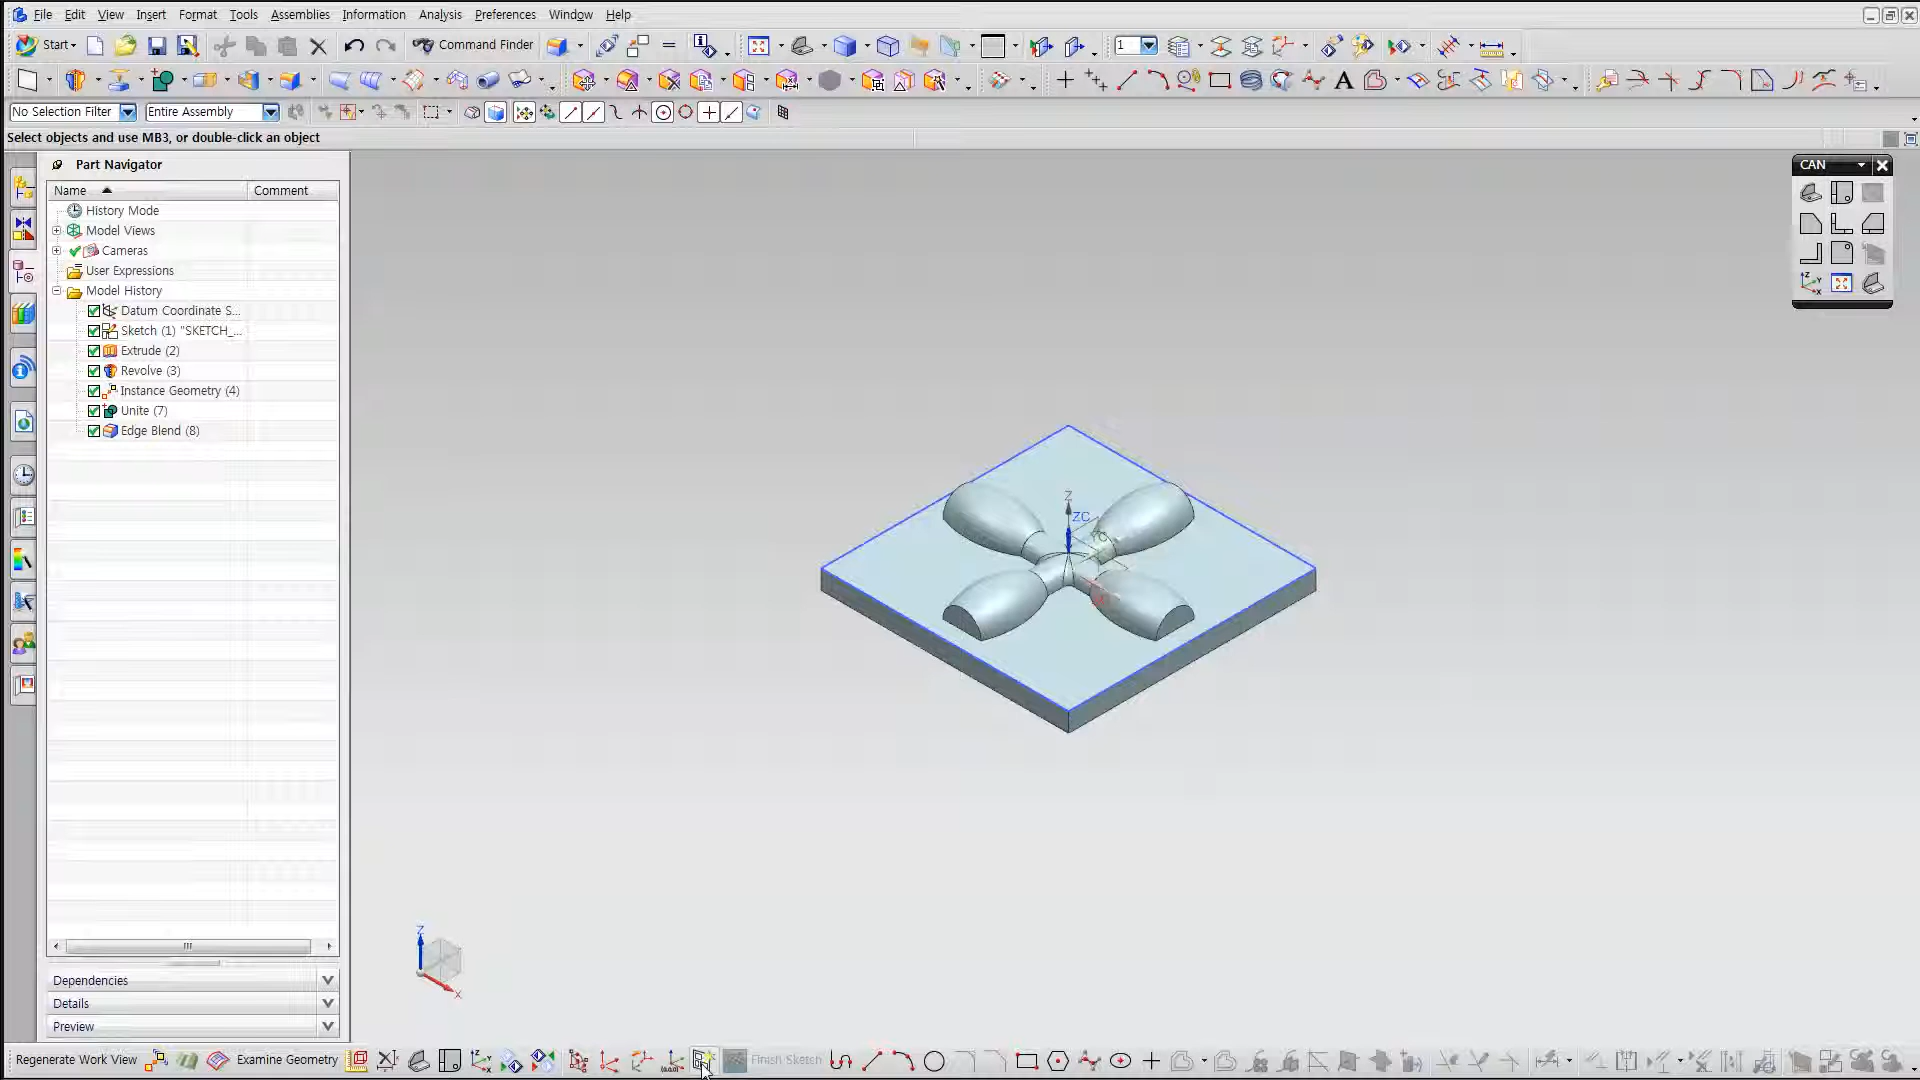 File Edit View Insert Format Tools Assemblies Information Analysis Preferences Window Help
Start
Command Finder
1
A
No Selection Filter
Entire Assembly
Select objects and use MB3, or double-click an object
Part Navigator
Name
Comment
History Mode
Model Views
Cameras
User Expressions
Model History
Datum Coordinate S...
Sketch (1) "SKETCH_...
Extrude (2)
Revolve (3)
Instance Geometry (4)
Unite (7)
Edge Blend (8)
CAN
Z
ZC
Z
X
Dependencies
Details
Preview
Regenerate Work View
Examine Geometry
Finish Sketch